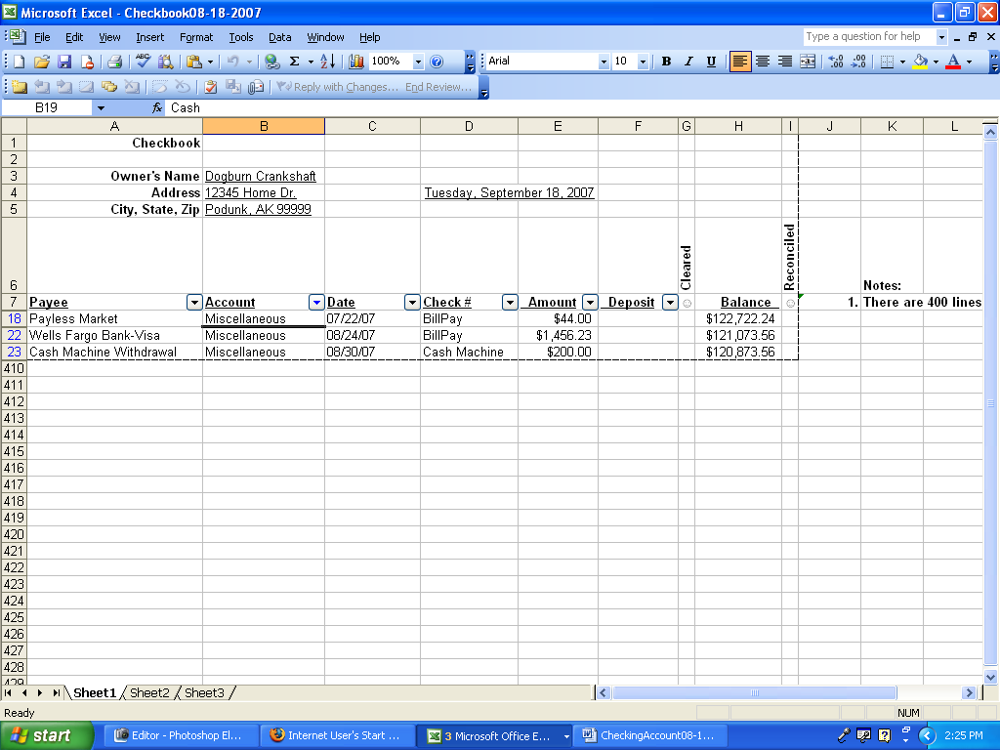 Microsoft Excel - Checkbook08-18-2007
File Edit View Insert Format Tools Data Window Help Type a question for help
ABC Σ 100% Arial 10 B I U
Reply with Changes... End Review...
B19 fx Cash
A B C D E F G H I J K L
1 Checkbook
2
3 Owner's Name Dogburn Crankshaft
4 Address 12345 Home Dr. Tuesday, September 18, 2007
5 City, State, Zip Podunk, AK 99999
6 Cleared Reconciled Notes:
7 Payee Account Date Check # Amount Deposit Balance 1. There are 400 lines
18 Payless Market Miscellaneous 07/22/07 BillPay $44.00 $122,722.24
22 Wells Fargo Bank-Visa Miscellaneous 08/24/07 BillPay $1,456.23 $121,073.56
23 Cash Machine Withdrawal Miscellaneous 08/30/07 Cash Machine $200.00 $120,873.56
410
411
412
413
414
415
416
417
418
419
420
421
422
423
424
425
426
427
428
429
Sheet1 Sheet2 Sheet3
Ready NUM
start Editor - Photoshop El... Internet User's Start ... 3 Microsoft Office E... CheckingAccount08-1... 2:25 PM